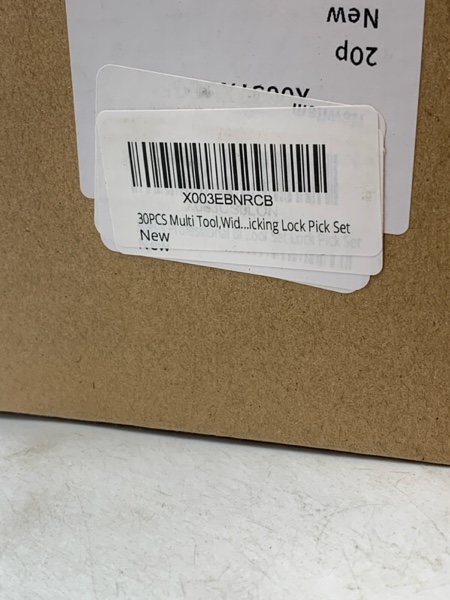 New
20p
X003EBNRCB
30PCS Multi Tool,Wid...icking Lock Pick Set
New